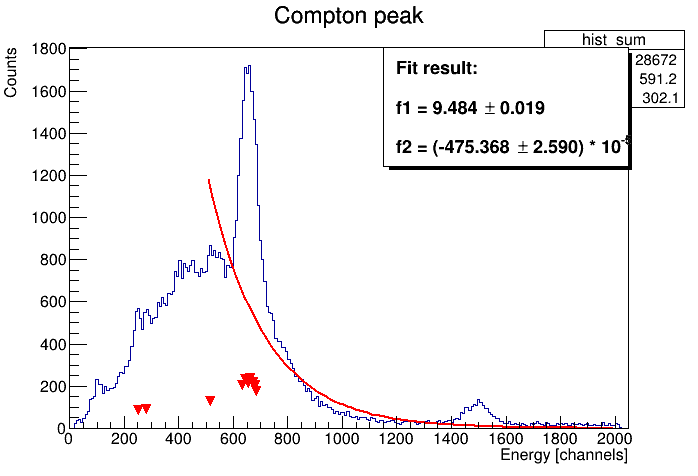 Compton peak
hist_sum
28672
591.2
302.1
Fit result:
f1 = 9.484 ± 0.019
f2 = (-475.368 ± 2.590) * 10
Counts
1800
1600
1400
1200
1000
800
600
400
200
0
0 200 400 600 800 1000 1200 1400 1600 1800 2000
Energy [channels]